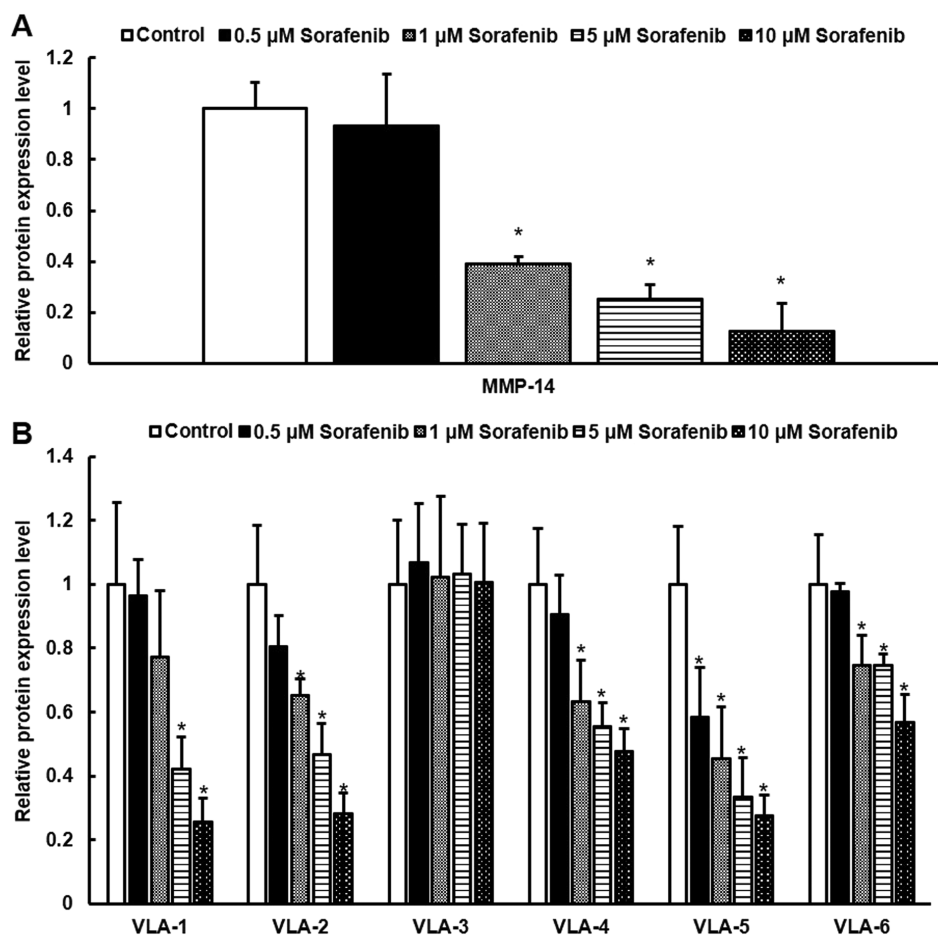 A
Control 0.5 µM Sorafenib 1 µM Sorafenib 5 µM Sorafenib 10 µM Sorafenib
Relative protein expression level
1.2
1
0.8
0.6
0.4
0.2
0
* * *
MMP-14
B
Control 0.5 µM Sorafenib 1 µM Sorafenib 5 µM Sorafenib 10 µM Sorafenib
Relative protein expression level
1.4
1.2
1
0.8
0.6
0.4
0.2
0
* * * * * * * * * * * * * * * 
VLA-1 VLA-2 VLA-3 VLA-4 VLA-5 VLA-6